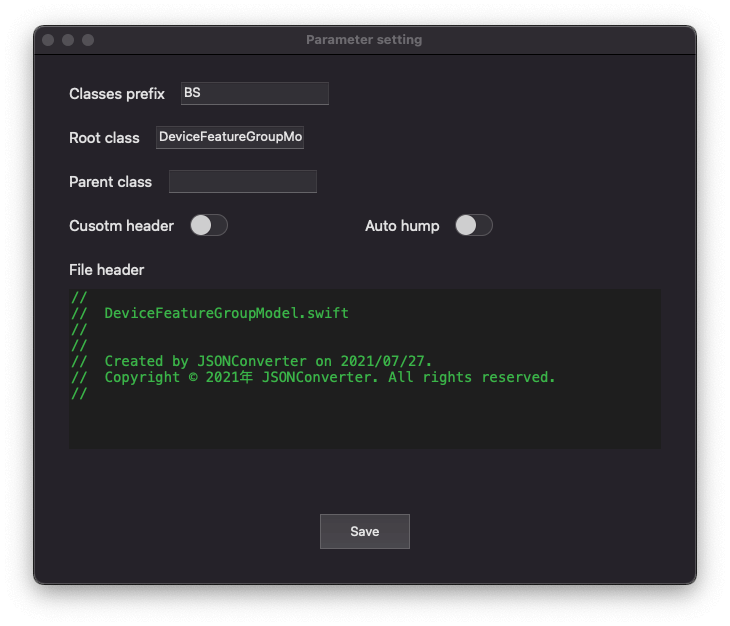 Parameter setting
Classes prefix BS
Root class DeviceFeatureGroupMo
Parent class
Cusotm header Auto hump
File header
//
//  DeviceFeatureGroupModel.swift
//
//
//  Created by JSONConverter on 2021/07/27.
//  Copyright © 2021年 JSONConverter. All rights reserved.
//
Save